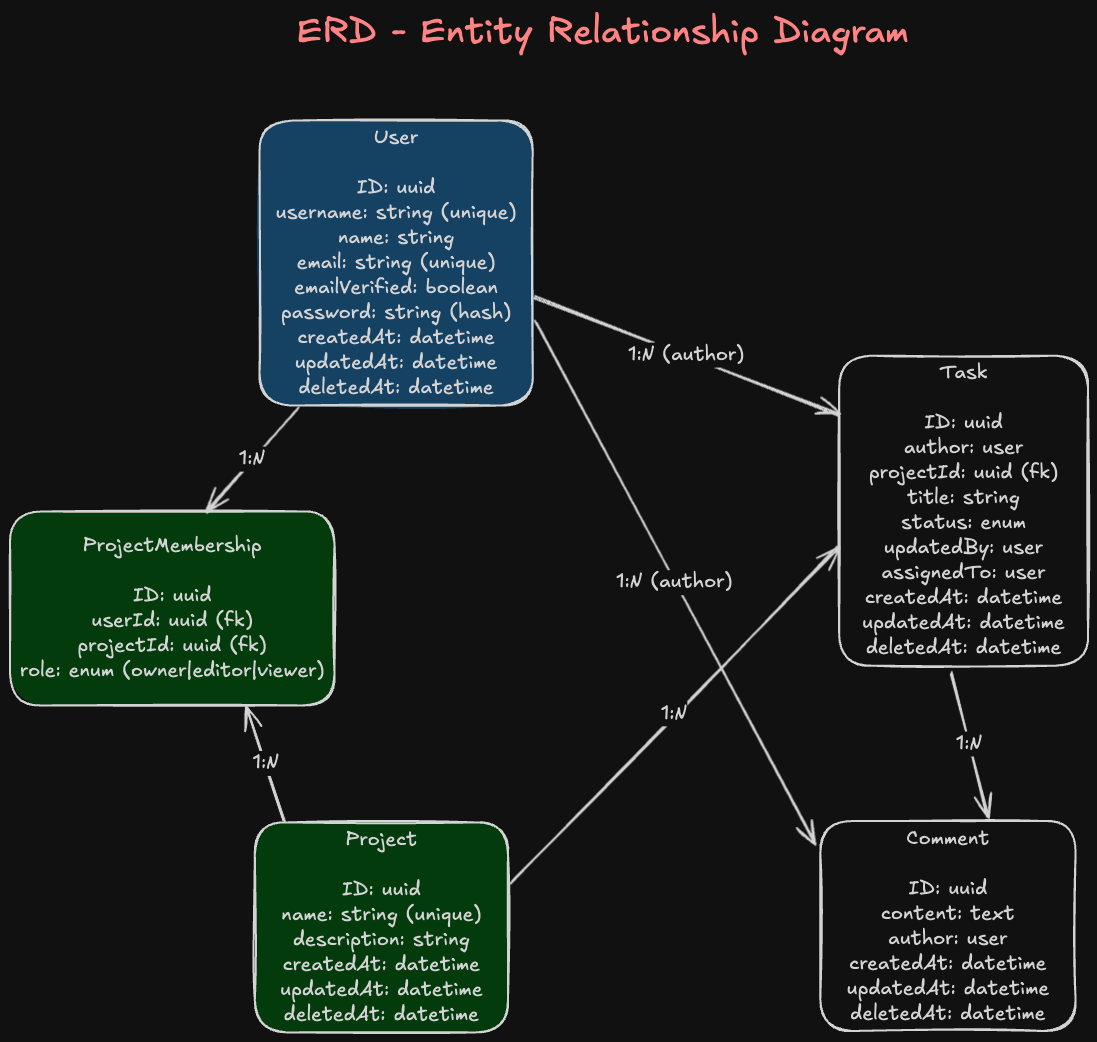 ERD - Entity Relationship Diagram
User
ID: uuid
username: string (unique)
name: string
email: string (unique)
emailVerified: boolean
password: string (hash)
createdAt: datetime
updatedAt: datetime
deletedAt: datetime
1:N (author)
Task
ID: uuid
author: user
projectId: uuid (fk)
title: string
status: enum
updatedBy: user
assignedTo: user
createdAt: datetime
updatedAt: datetime
deletedAt: datetime
1:N
ProjectMembership
ID: uuid
userId: uuid (fk)
projectId: uuid (fk)
role: enum (owner|editor|viewer)
1:N (author)
1:N
1:N
1:N
Project
ID: uuid
name: string (unique)
description: string
createdAt: datetime
updatedAt: datetime
deletedAt: datetime
Comment
ID: uuid
content: text
author: user
createdAt: datetime
updatedAt: datetime
deletedAt: datetime